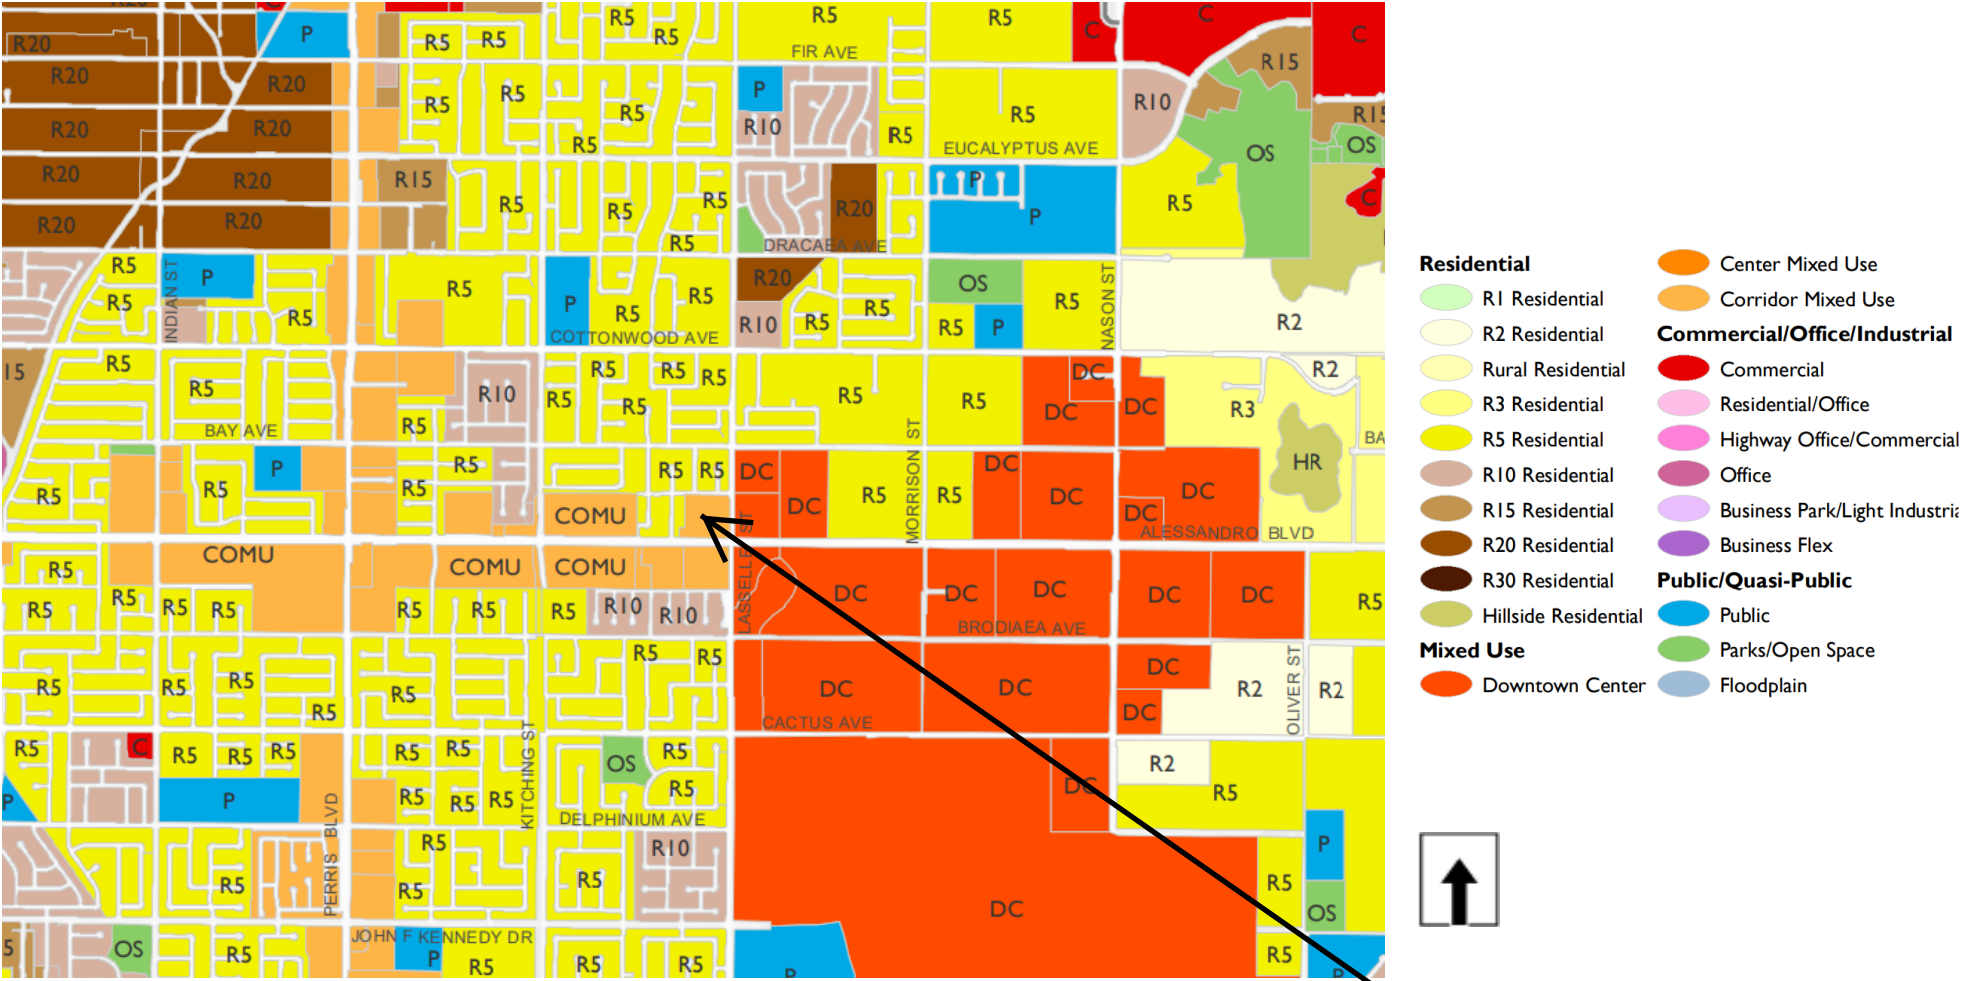 R20
P
R5
R5
C
C
C
R20
R5
R5
R5
FIR AVE
R15
R20
R20
R5
R5
R5
P
R10
R5
R10
R15
R20
R20
R5
R5
EUCALYPTUS AVE
OS
OS
R20
R20
R15
R5
R5
R5
R20
P
P
R5
C
R20
R20
R5
DRACAEA AVE
R5
INDIAN ST
P
R5
R5
R5
P
R5
R5
COTTONWOOD AVE
R20
R10
R5
R5
OS
R5
P
R5
NASON ST
R2
15
R5
R5
R10
R5
R5
R5
R5
R5
R5
R5
DC
DC
DC
R3
R2
BAY AVE
R5
MORRISON ST
BA
HR
R5
R5
P
R5
R5
R5
R5
DC
DC
R5
R5
DC
DC
DC
DC
COMU
ALESSANDRO BLVD
COMU
COMU
COMU
LASSELLE ST
R5
R5
R5
R5
R5
R5
R5
R5
R10
R10
DC
DC
DC
DC
DC
R5
BRODIAEA AVE
R5
R5
R5
R5
R5
R5
R5
DC
DC
DC
DC
R2
OLIVER ST
R2
CACTUS AVE
R5
C
R5
R5
R5
R5
R5
KITCHING ST
OS
R5
R5
R2
R5
P
P
R5
R5
R5
DC
DELPHINIUM AVE
PERRIS BLVD
R5
R5
R5
R5
R10
P
R5
OS
DC
5
OS
R5
JOHN F KENNEDY DR
P
R5
R5
R5
P
R5
P
Residential
R1 Residential
R2 Residential
Rural Residential
R3 Residential
R5 Residential
R10 Residential
R15 Residential
R20 Residential
R30 Residential
Hillside Residential
Mixed Use
Downtown Center
Center Mixed Use
Corridor Mixed Use
Commercial/Office/Industrial
Commercial
Residential/Office
Highway Office/Commercial
Office
Business Park/Light Industria
Business Flex
Public/Quasi-Public
Public
Parks/Open Space
Floodplain